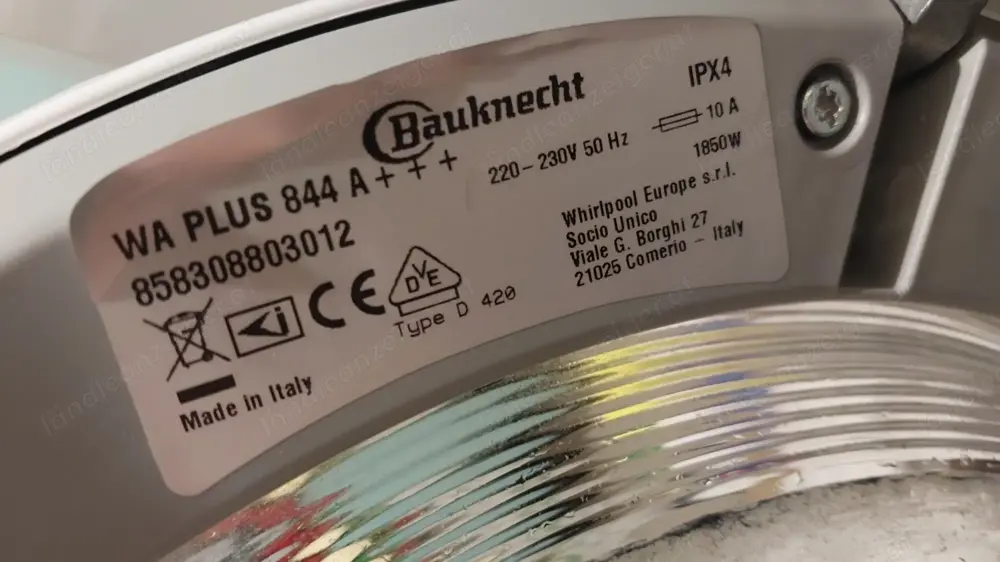 Bauknecht
IPX4
WA PLUS 844 A+++
220-230V 50 Hz
10 A
1850W
858308803012
Whirlpool Europe s.r.l.
Socio Unico
Viale G. Borghi 27
21025 Comerio - Italy
CE
DVE
Type D 420
Made in Italy